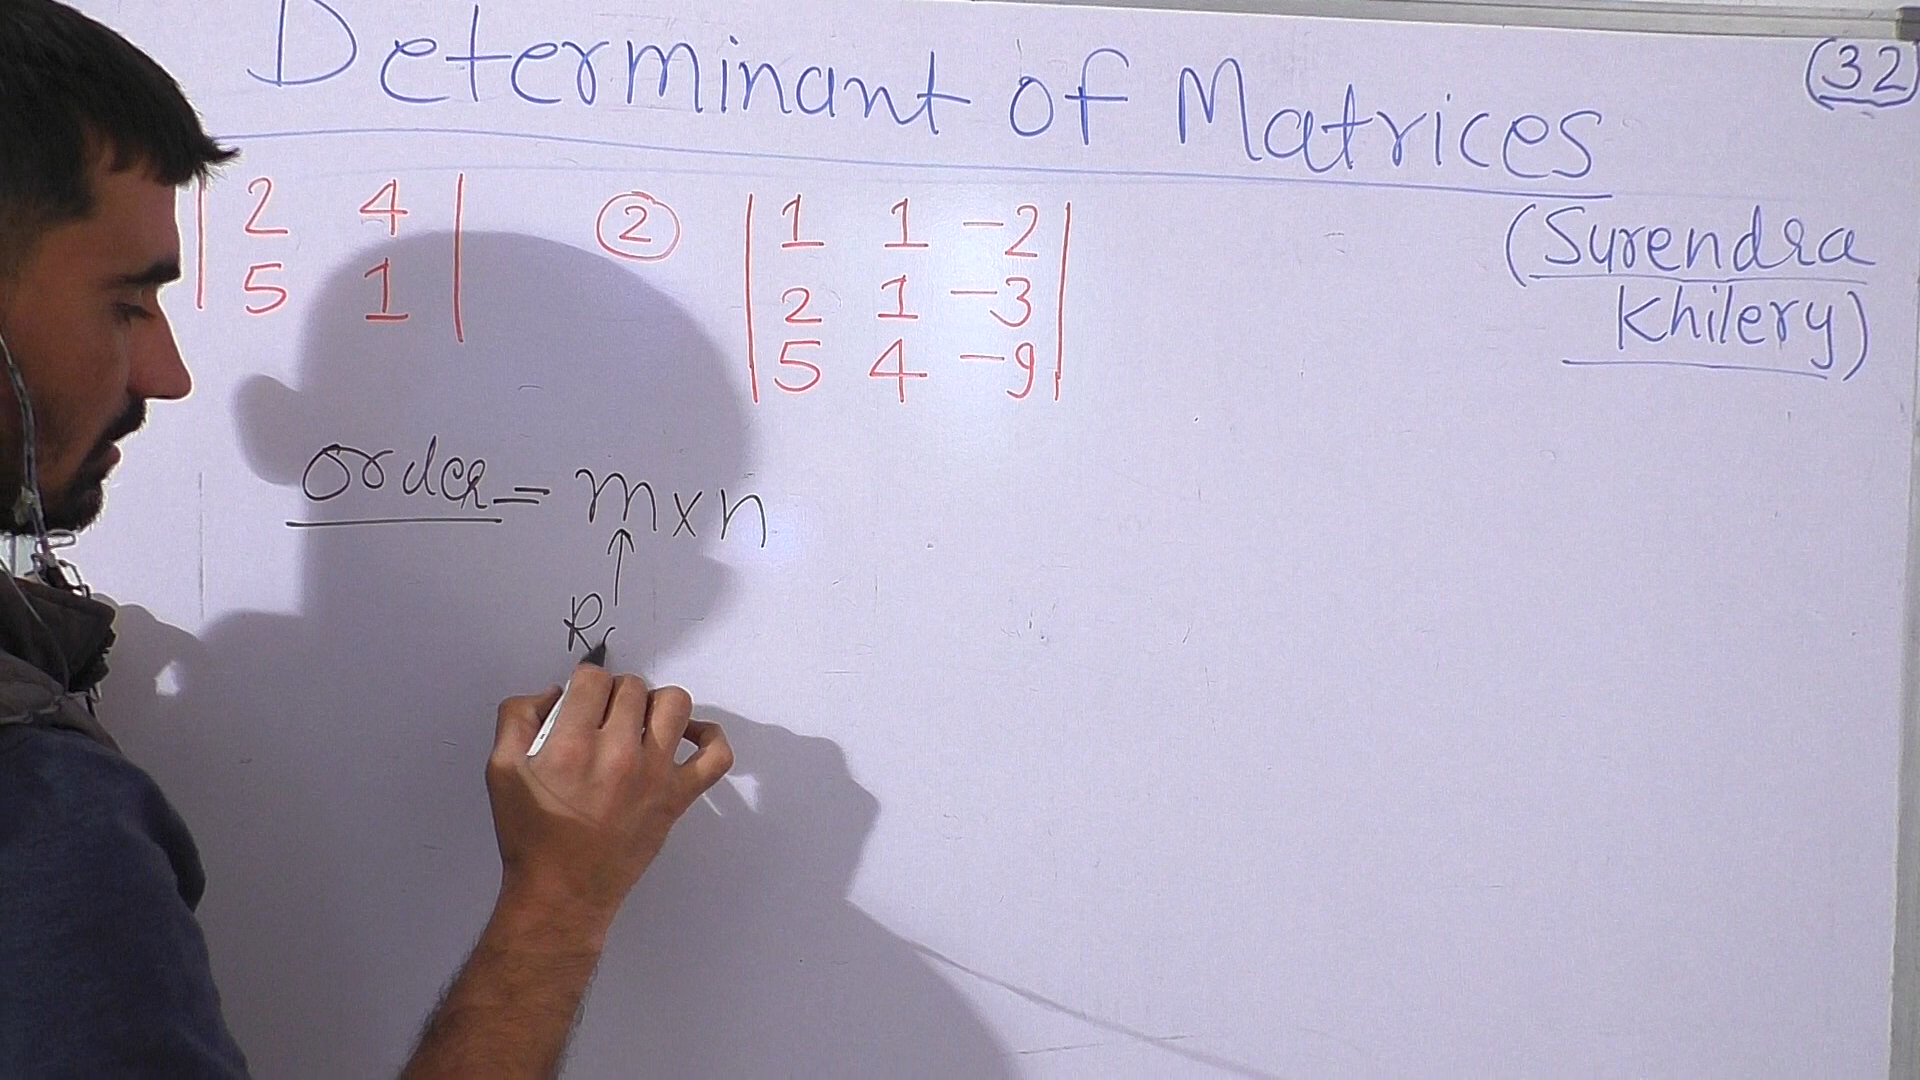 Determinant of Matrices
(32)
(Surendra
Khilery)
2 4
5 1
②
1 1 -2
2 1 -3
5 4 -9
order = m×n
↑
Ro